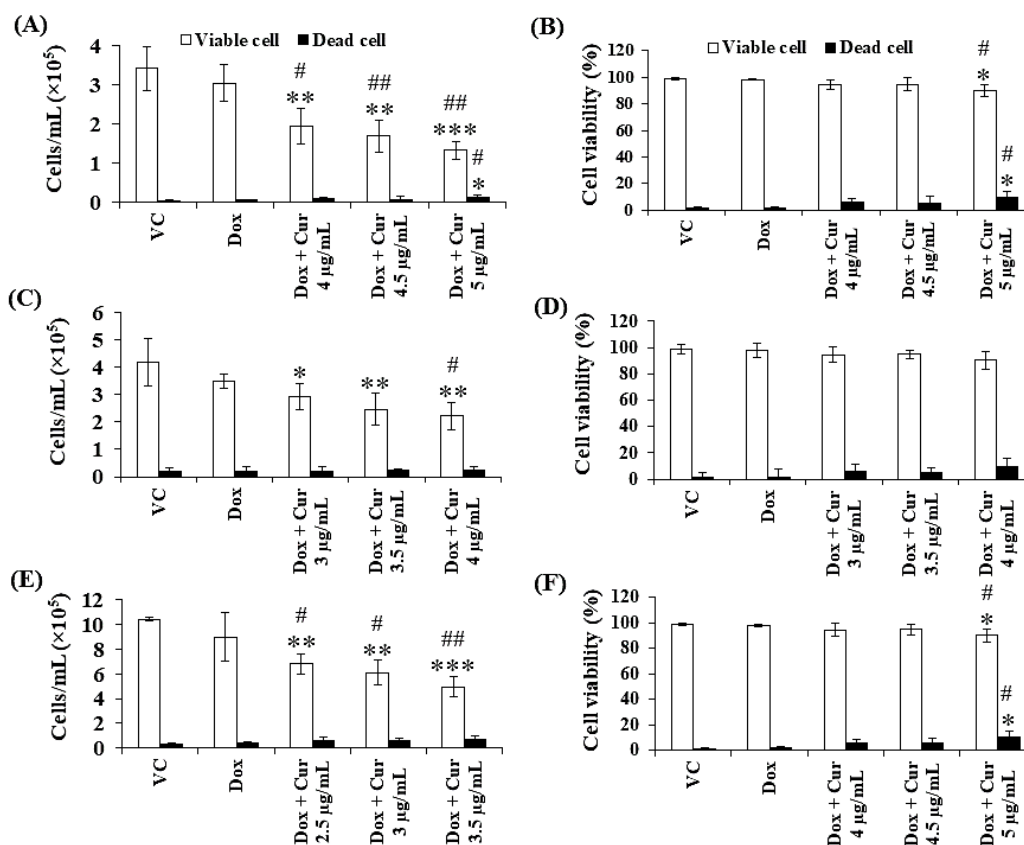 (A)
Viable cell
Dead cell
Cells/mL (×10⁵)
4
3
2
1
0
#
**
##
**
##
***
#
*
VC
Dox
Dox + Cur
4 µg/mL
Dox + Cur
4.5 µg/mL
Dox + Cur
5 µg/mL
(B)
Viable cell
Dead cell
Cell viability (%)
120
100
80
60
40
20
0
#
*
#
*
VC
Dox
Dox + Cur
4 µg/mL
Dox + Cur
4.5 µg/mL
Dox + Cur
5 µg/mL
(C)
Cells/mL (×10⁵)
6
5
4
3
2
1
0
*
**
#
**
VC
Dox
Dox + Cur
3 µg/mL
Dox + Cur
3.5 µg/mL
Dox + Cur
4 µg/mL
(D)
Cell viability (%)
120
100
80
60
40
20
0
VC
Dox
Dox + Cur
3 µg/mL
Dox + Cur
3.5 µg/mL
Dox + Cur
4 µg/mL
(E)
Cells/mL (×10⁵)
12
10
8
6
4
2
0
#
**
#
**
##
***
VC
Dox
Dox + Cur
2.5 µg/mL
Dox + Cur
3 µg/mL
Dox + Cur
3.5 µg/mL
(F)
Cell viability (%)
120
100
80
60
40
20
0
#
*
#
*
VC
Dox
Dox + Cur
4 µg/mL
Dox + Cur
4.5 µg/mL
Dox + Cur
5 µg/mL